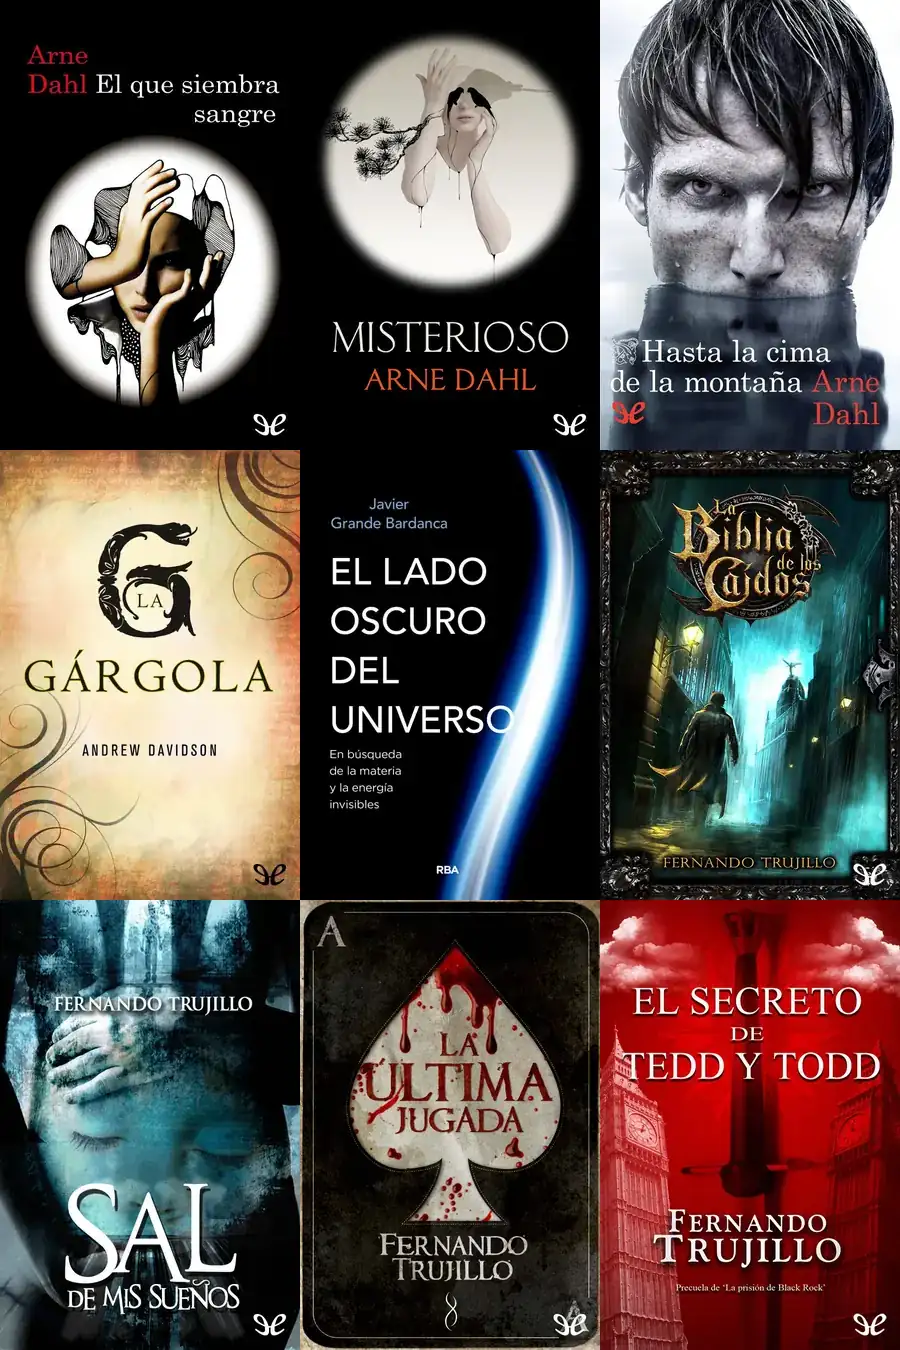 Arne
Dahl El que siembra
sangre
MISTERIOSO
ARNE DAHL
Hasta la cima
de la montaña Arne
Dahl
G
LA
GÁRGOLA
ANDREW DAVIDSON
Javier
Grande Bardanca
EL LADO
OSCURO
DEL
UNIVERSO
En búsqueda
de la materia
y la energía
invisibles
RBA
La
Biblia
de los
Caídos
FERNANDO TRUJILLO
FERNANDO TRUJILLO
SAL
DE MIS SUEÑOS
A
LA
ÚLTIMA
JUGADA
FERNANDO
TRUJILLO
A
EL SECRETO
DE
TEDD Y TODD
FERNANDO
TRUJILLO
Precuela de "La prisión de Black Rock"